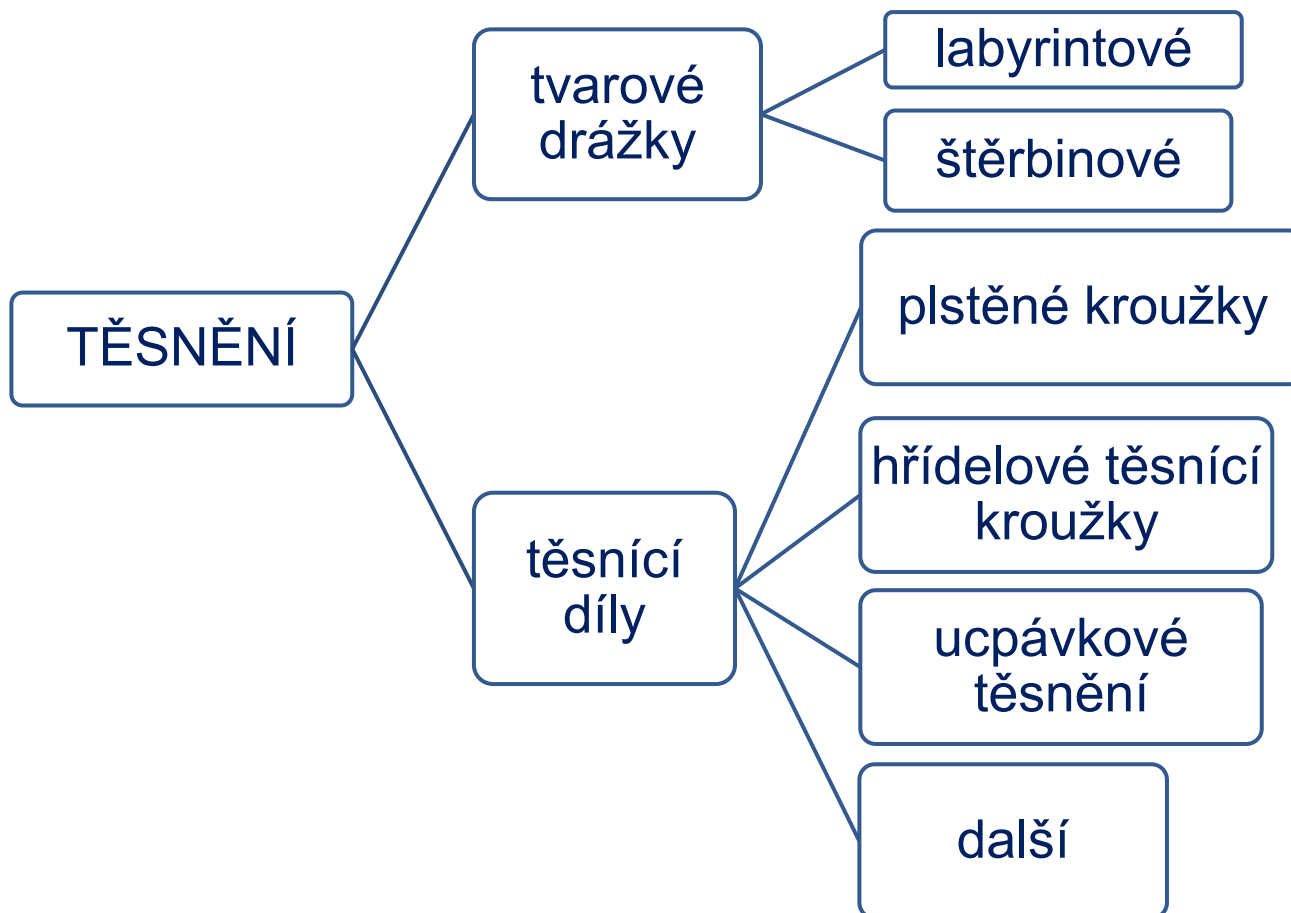 TĚSNĚNÍ
tvarové
drážky
labyrintové
štěrbinové
těsnící
díly
plstěné kroužky
hřídelové těsnící
kroužky
ucpávkové
těsnění
další